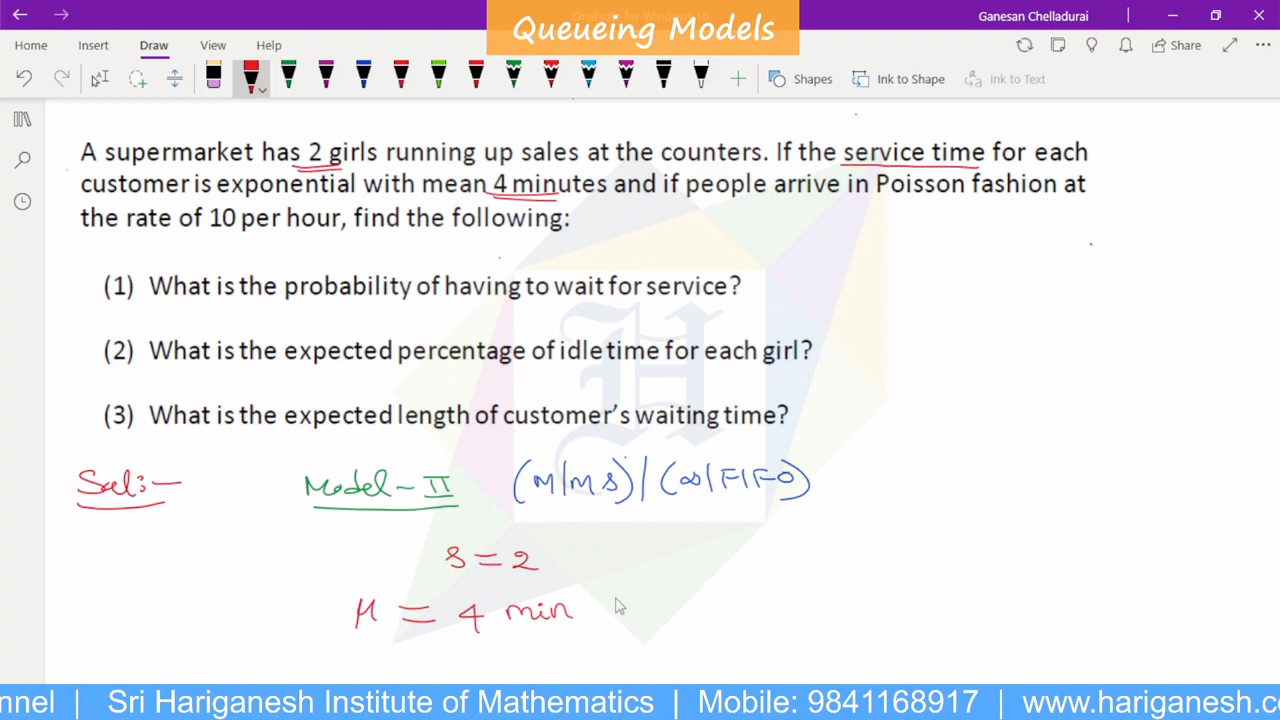 Queueing Models
Ganesan Chelladurai
Home Insert Draw View Help
Share
Shapes
Ink to Shape
Ink to Text
A supermarket has 2 girls running up sales at the counters. If the service time for each
customer is exponential with mean 4 minutes and if people arrive in Poisson fashion at
the rate of 10 per hour, find the following:
(1) What is the probability of having to wait for service?
(2) What is the expected percentage of idle time for each girl?
(3) What is the expected length of customer's waiting time?
Sol:-
Model-II (M/M/S)/(∞/FIFO)
S = 2
μ = 4 min
nnel | Sri Hariganesh Institute of Mathematics | Mobile: 9841168917 | www.hariganesh.c